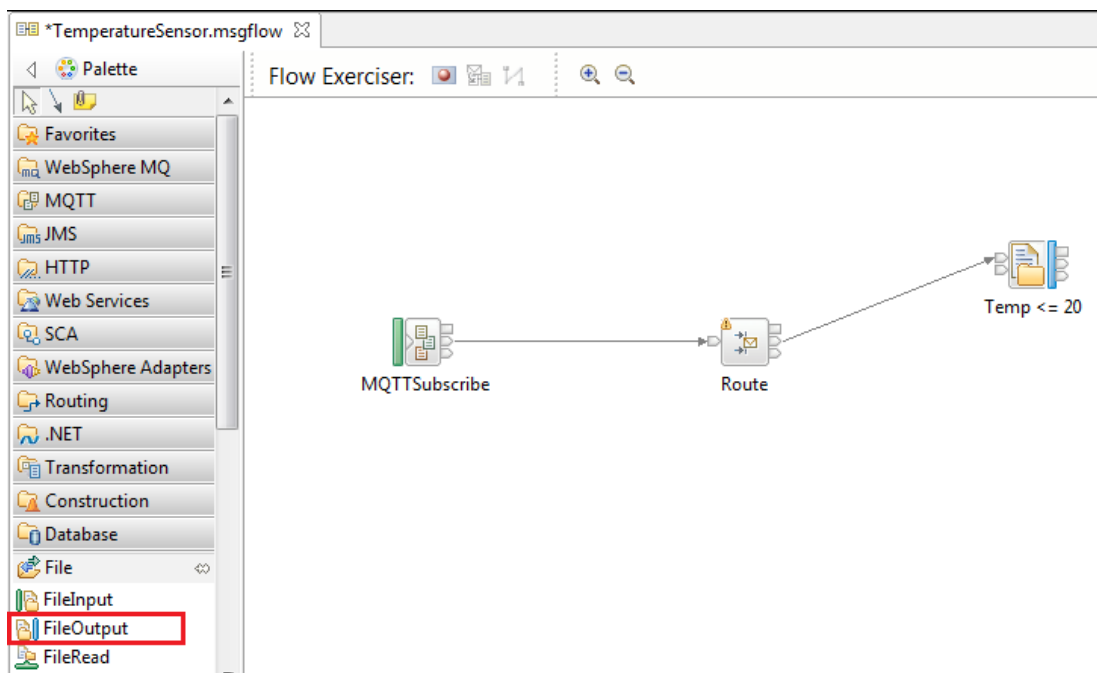 *TemperatureSensor.msgflow
Palette
Flow Exerciser:
Favorites
WebSphere MQ
MQTT
JMS
HTTP
Web Services
SCA
WebSphere Adapters
Routing
.NET
Transformation
Construction
Database
File
FileInput
FileOutput
FileRead
MQTTSubscribe
Route
Temp <= 20